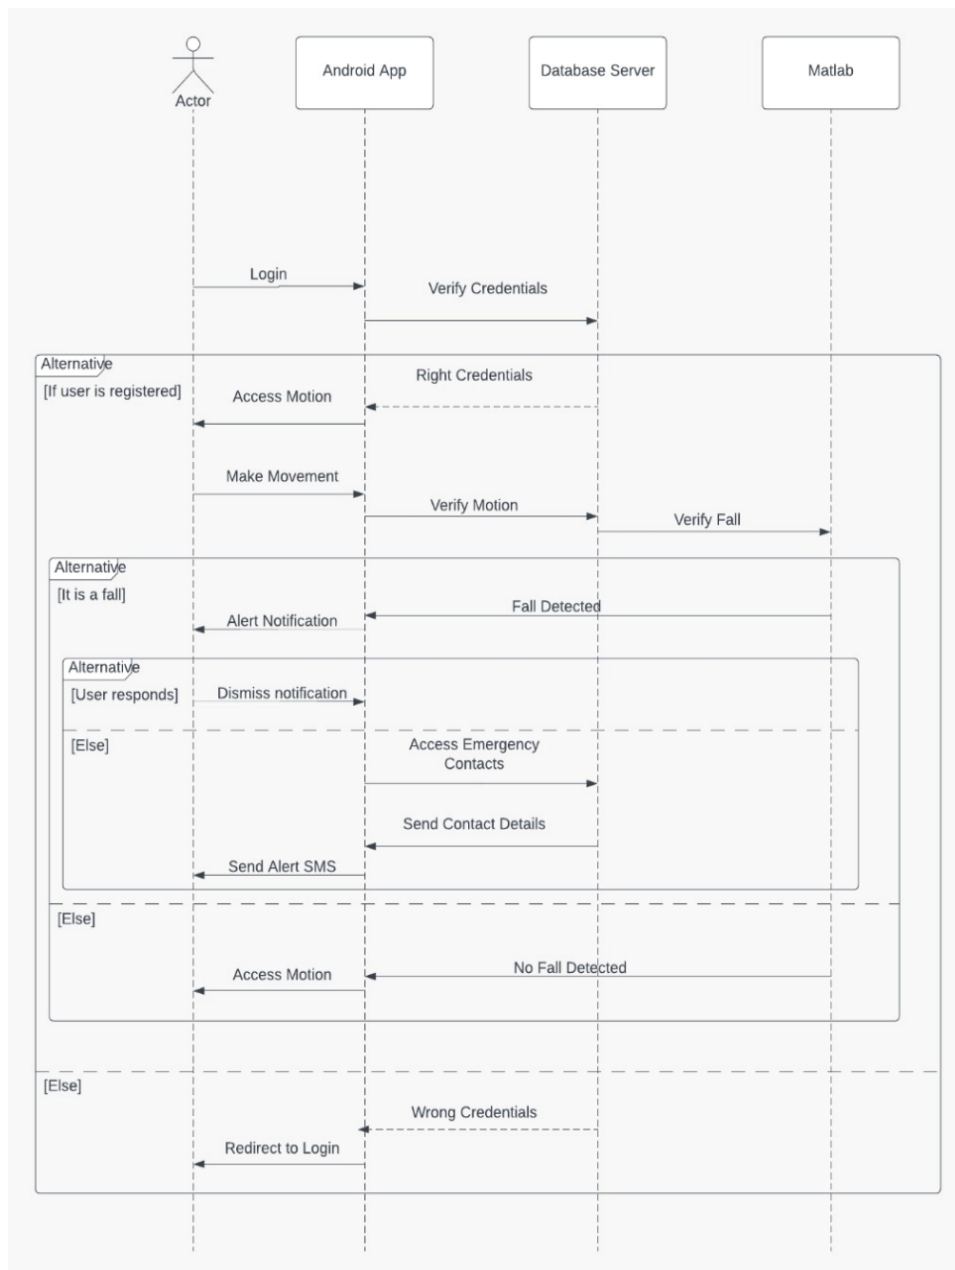 Actor
Android App
Database Server
Matlab
Login
Verify Credentials
Alternative
[If user is registered]
Right Credentials
Access Motion
Make Movement
Verify Motion
Verify Fall
Alternative
[It is a fall]
Fall Detected
Alert Notification
Alternative
[User responds]
Dismiss notification
[Else]
Access Emergency
Contacts
Send Contact Details
Send Alert SMS
[Else]
No Fall Detected
Access Motion
[Else]
Wrong Credentials
Redirect to Login